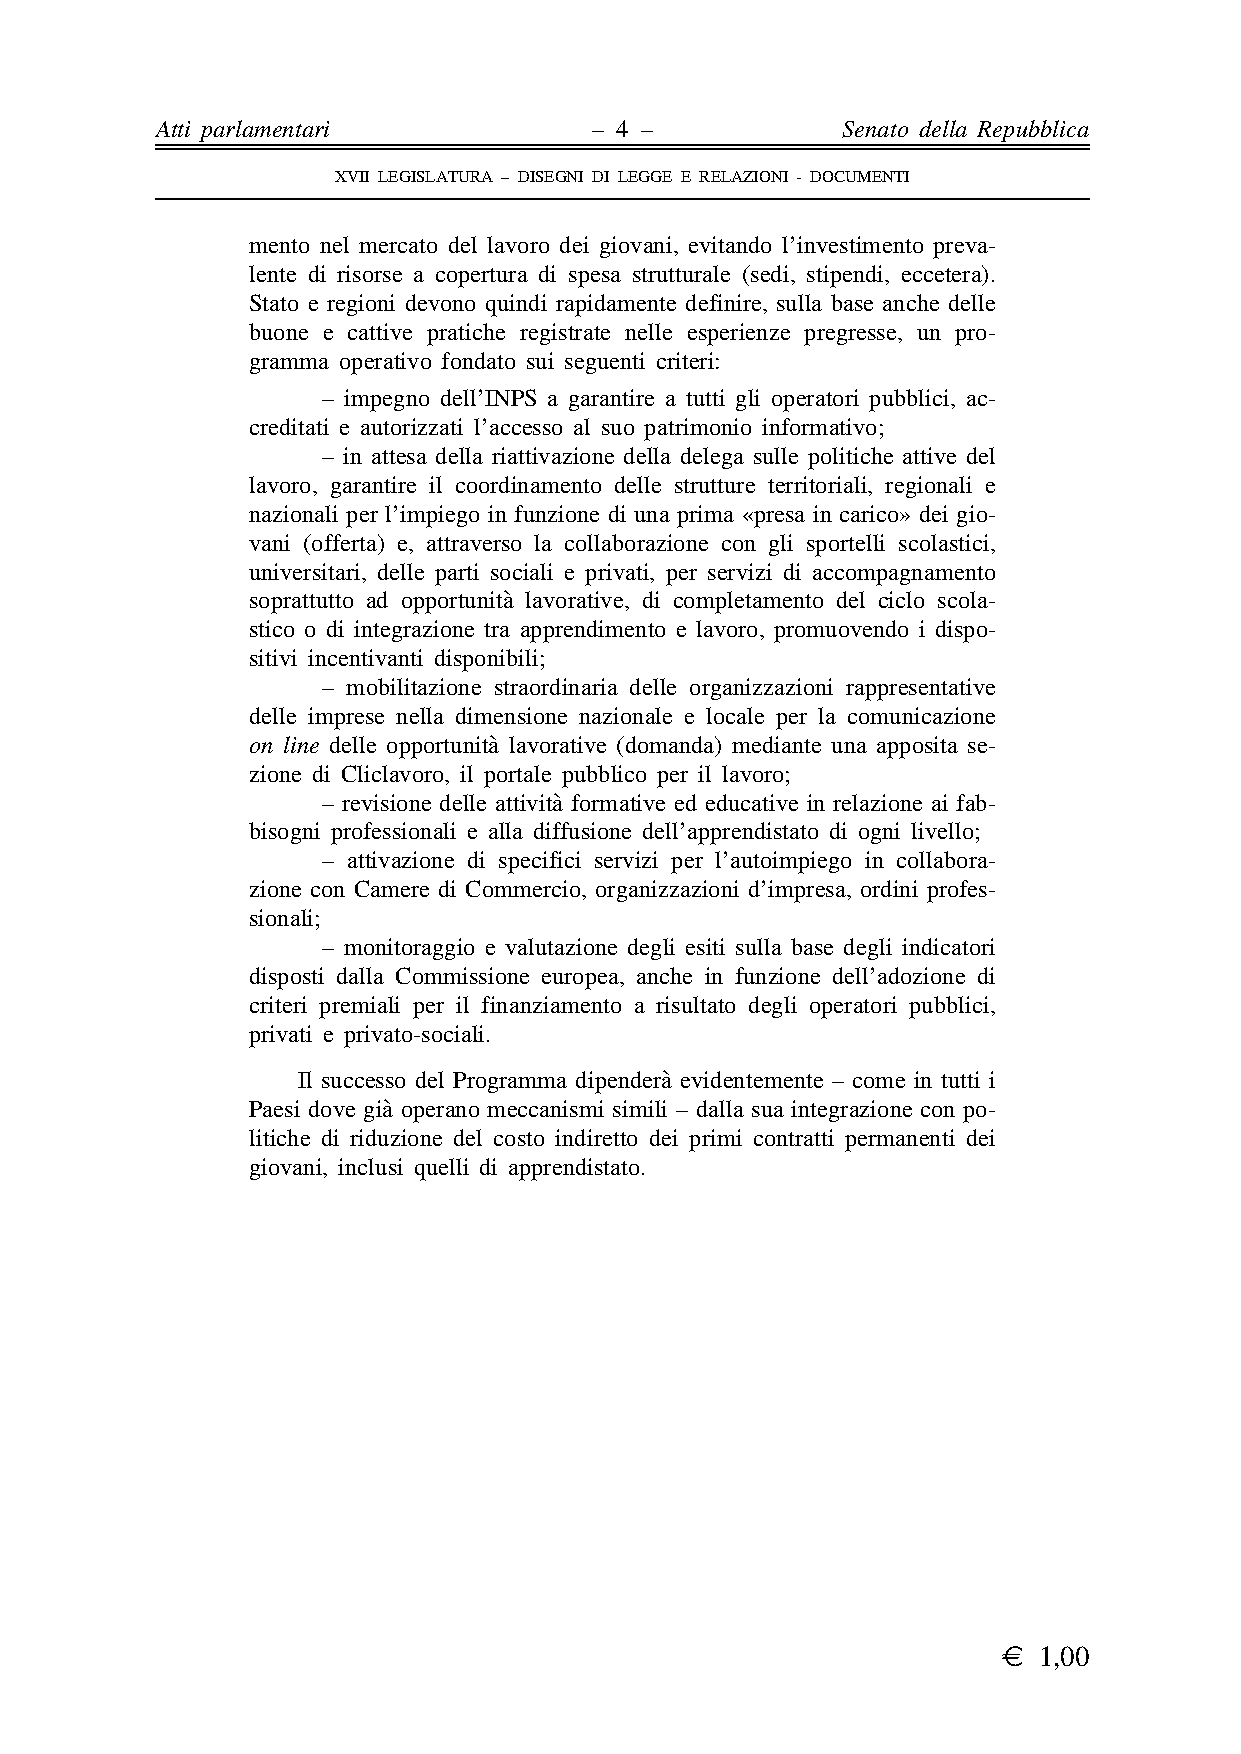 Atti parlamentari – 4 – Senato della Repubblica
XVII LEGISLATURA – DISEGNI DI LEGGE E RELAZIONI - DOCUMENTI
mento nel mercato del lavoro dei giovani, evitando l’investimento preva-
lente di risorse a copertura di spesa strutturale (sedi, stipendi, eccetera).
Stato e regioni devono quindi rapidamente definire, sulla base anche delle
buone e cattive pratiche registrate nelle esperienze pregresse, un pro-
gramma operativo fondato sui seguenti criteri:
– impegno dell’INPS a garantire a tutti gli operatori pubblici, ac-
creditati e autorizzati l’accesso al suo patrimonio informativo;
– in attesa della riattivazione della delega sulle politiche attive del
lavoro, garantire il coordinamento delle strutture territoriali, regionali e
nazionali per l’impiego in funzione di una prima «presa in carico» dei gio-
vani (offerta) e, attraverso la collaborazione con gli sportelli scolastici,
universitari, delle parti sociali e privati, per servizi di accompagnamento
soprattutto ad opportunità lavorative, di completamento del ciclo scola-
stico o di integrazione tra apprendimento e lavoro, promuovendo i dispo-
sitivi incentivanti disponibili;
– mobilitazione straordinaria delle organizzazioni rappresentative
delle imprese nella dimensione nazionale e locale per la comunicazione
on line delle opportunità lavorative (domanda) mediante una apposita se-
zione di Cliclavoro, il portale pubblico per il lavoro;
– revisione delle attività formative ed educative in relazione ai fab-
bisogni professionali e alla diffusione dell’apprendistato di ogni livello;
– attivazione di specifici servizi per l’autoimpiego in collabora-
zione con Camere di Commercio, organizzazioni d’impresa, ordini profes-
sionali;
– monitoraggio e valutazione degli esiti sulla base degli indicatori
disposti dalla Commissione europea, anche in funzione dell’adozione di
criteri premiali per il finanziamento a risultato degli operatori pubblici,
privati e privato-sociali.
Il successo del Programma dipenderà evidentemente – come in tutti i
Paesi dove già operano meccanismi simili – dalla sua integrazione con po-
litiche di riduzione del costo indiretto dei primi contratti permanenti dei
giovani, inclusi quelli di apprendistato.
€ 1,00